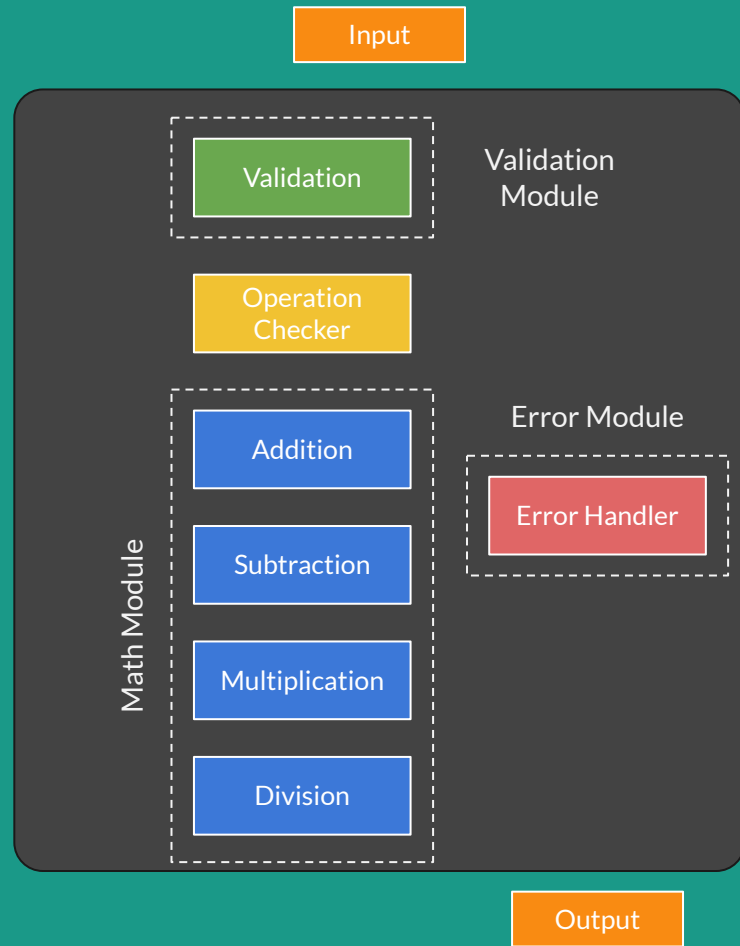 Input
Validation
Validation
Module
Operation
Checker
Addition
Error Module
Error Handler
Subtraction
Math Module
Multiplication
Division
Output